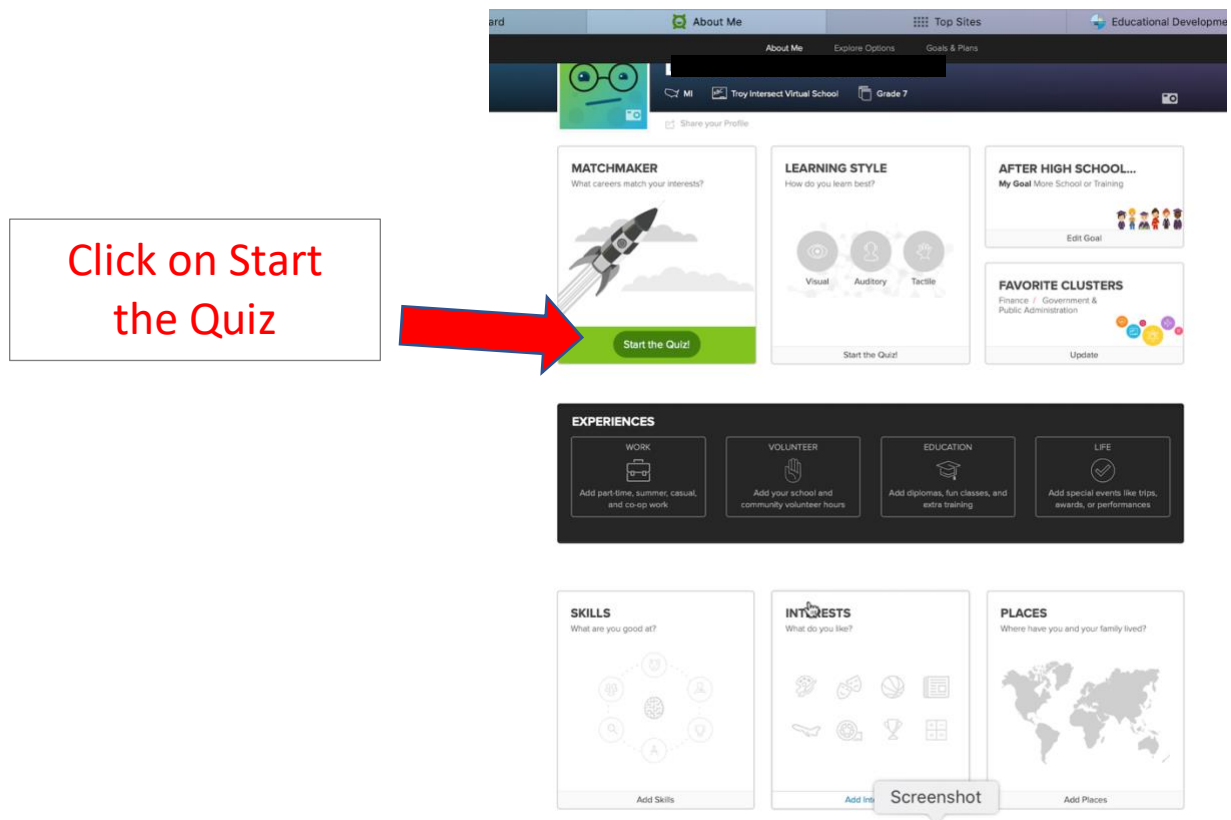 ard
About Me
Top Sites
Educational Developme
About Me
Explore Options
Goals & Plans
MI
Troy Intersect Virtual School
Grade 7
Share your Profile
MATCHMAKER
What careers match your interests?
Start the Quiz!
LEARNING STYLE
How do you learn best?
Visual
Auditory
Tactile
Start the Quiz!
AFTER HIGH SCHOOL...
My Goal More School or Training
Edit Goal
FAVORITE CLUSTERS
Finance / Government &
Public Administration
Update
Click on Start
the Quiz
EXPERIENCES
WORK
Add part-time, summer, casual,
and co-op work
VOLUNTEER
Add your school and
community volunteer hours
EDUCATION
Add diplomas, fun classes, and
extra training
LIFE
Add special events like trips,
awards, or performances
SKILLS
What are you good at?
Add Skills
INTERESTS
What do you like?
Add Int
PLACES
Where have you and your family lived?
Add Places
Screenshot